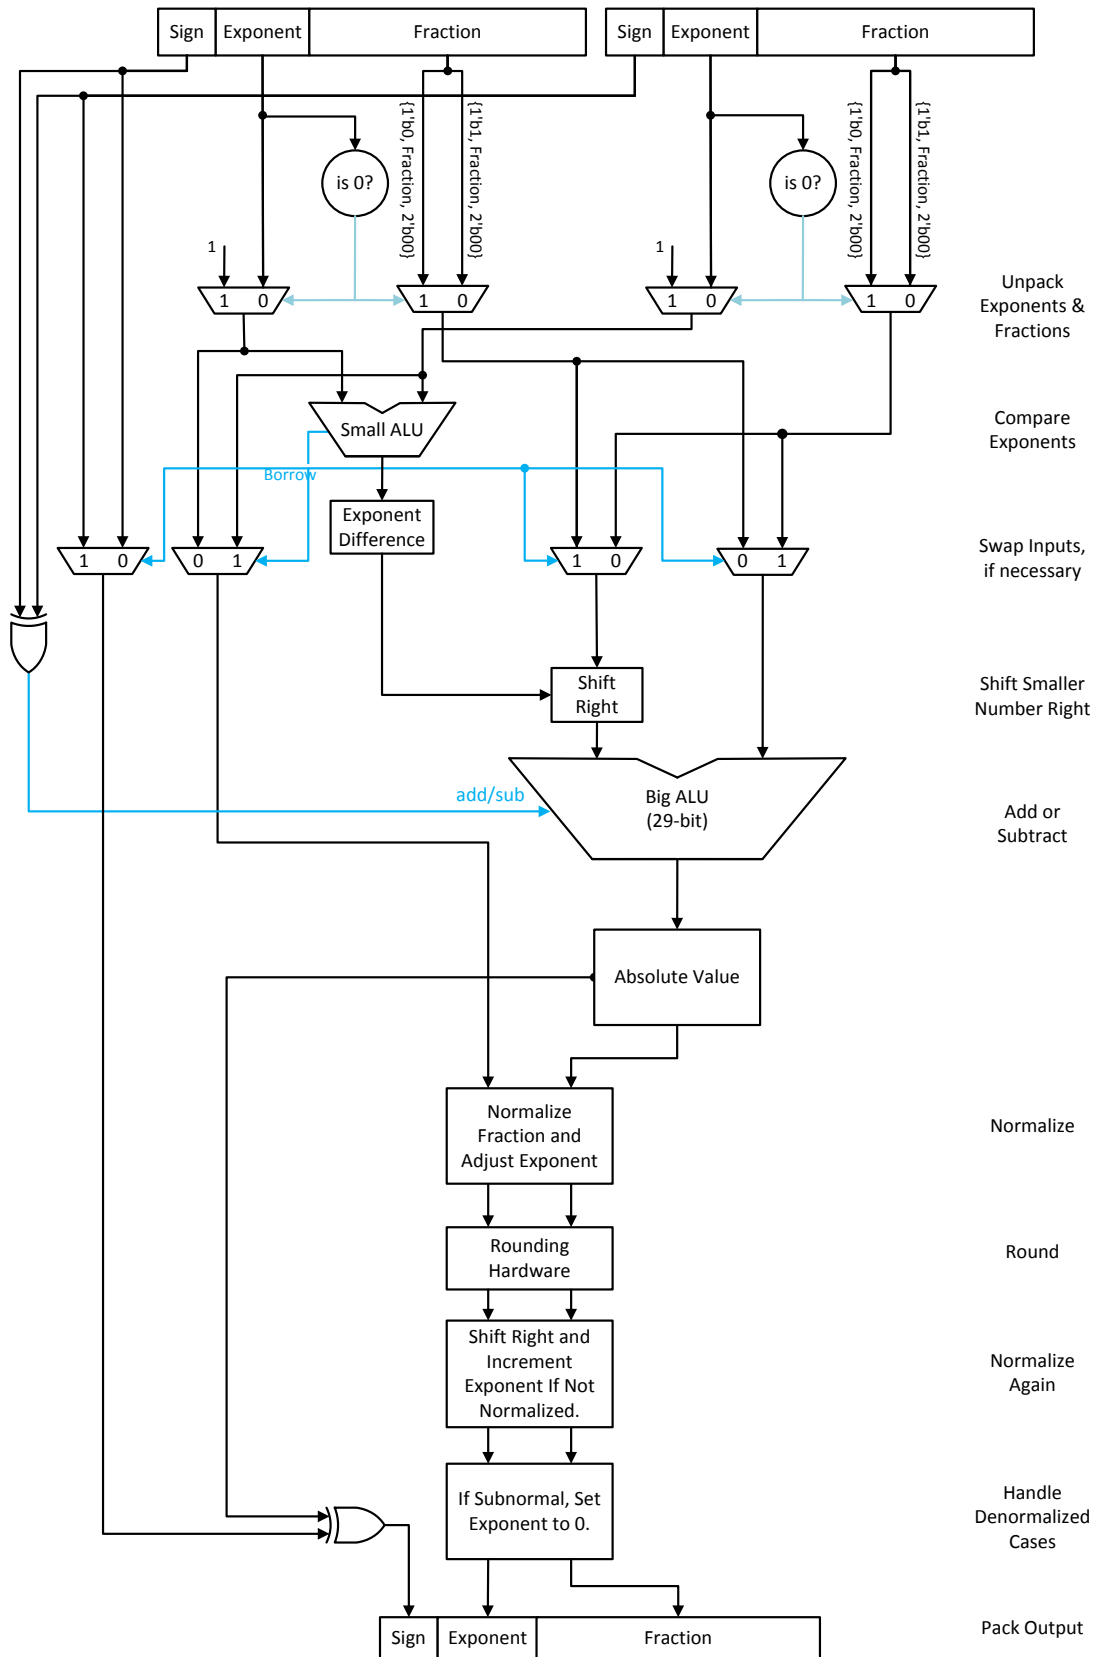 Sign Exponent Fraction
Sign Exponent Fraction
{1'b0, Fraction, 2'b00}
{1'b1, Fraction, 2'b00}
{1'b0, Fraction, 2'b00}
{1'b1, Fraction, 2'b00}
is 0?
is 0?
1
1
1 0
1 0
1 0
1 0
Unpack
Exponents &
Fractions
Small ALU
Compare
Exponents
Borrow
Exponent
Difference
1 0
0 1
1 0
0 1
Swap Inputs,
if necessary
Shift
Right
Shift Smaller
Number Right
add/sub
Big ALU
(29-bit)
Add or
Subtract
Absolute Value
Normalize
Fraction and
Adjust Exponent
Normalize
Rounding
Hardware
Round
Shift Right and
Increment
Exponent If Not
Normalized.
Normalize
Again
If Subnormal, Set
Exponent to 0.
Handle
Denormalized
Cases
Sign Exponent Fraction
Pack Output